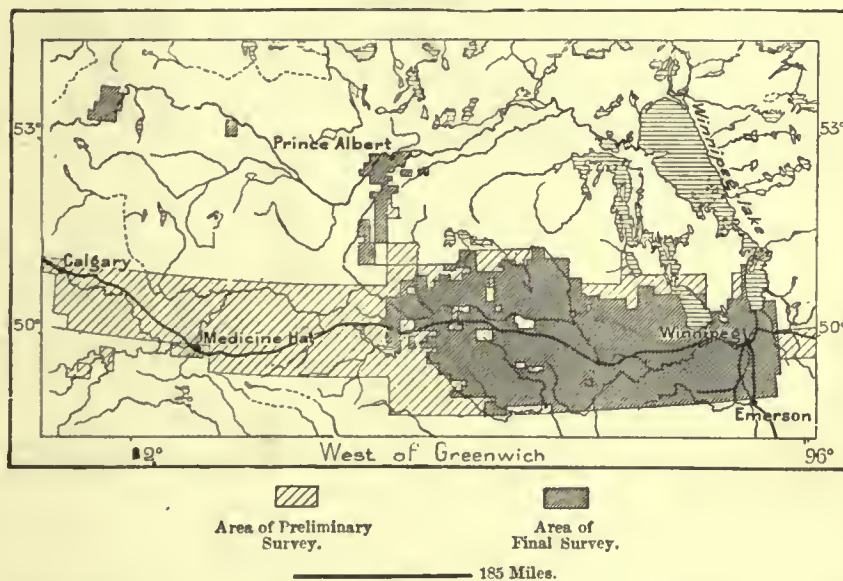 53°
53°
Prince Albert
Winnipeg lake
Calgary
50°
50°
Medicine Hat
Winnipeg
Emerson
West of Greenwich
96°
Area of Preliminary
Survey.
Area of
Final Survey.
185 Miles.